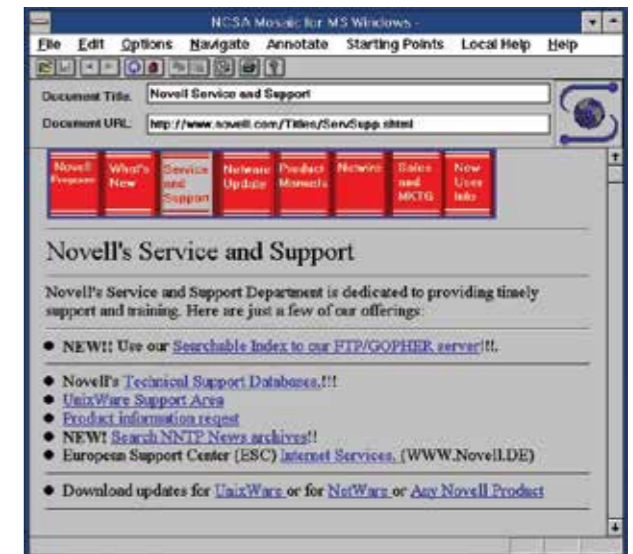 NCSA Mosaic for MS Windows -
File Edit Options Navigate Annotate Starting Points Local Help Help
Document Title: Novell Service and Support
Document URL: http://www.novell.com/Titles/ServSupp.shtml
Novell Programs What's New Service and Support Netware Update Product Manuals Netwire Sales and MKTG New User Info
Novell's Service and Support
Novell's Service and Support Department is dedicated to providing timely
support and training. Here are just a few of our offerings:
● NEW!! Use our Searchable Index to our FTP/GOPHER server!!!.
● Novell's Technical Support Databases.!!!
● UnixWare Support Area
● Product information reqest
● NEW! Search NNTP News archives!!
● European Support Center (ESC) Internet Services. (WWW.Novell.DE)
● Download updates for UnixWare or for NetWare or Any Novell Product